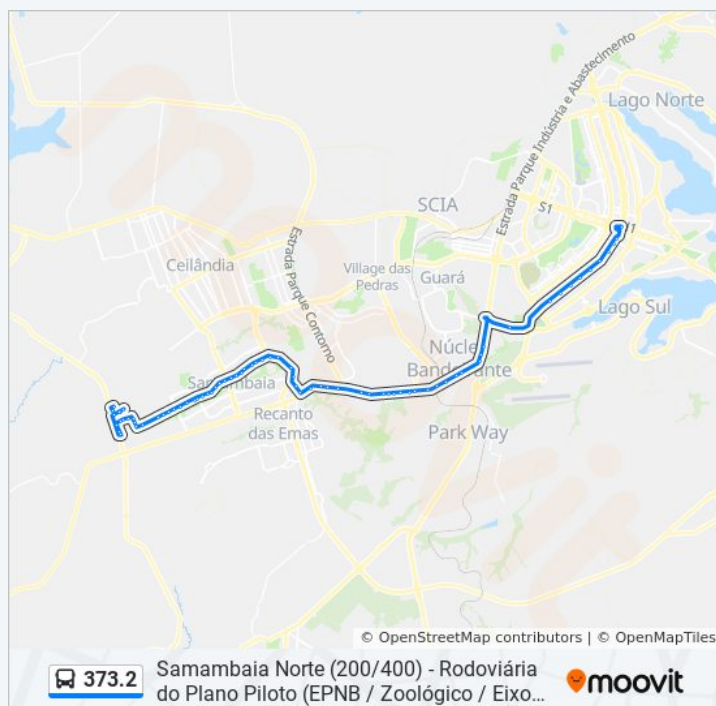 Lago Norte
Estrada Parque Indústria e Abastecimento
SCIA
S1
Ceilândia
Estrada Parque Contorno
Village das
Pedras
Guará
Lago Sul
Samambaia
Recanto
das Emas
Park Way
© OpenStreetMap contributors | © OpenMapTiles
373.2
Samambaia Norte (200/400) - Rodoviária
do Plano Piloto (EPNB / Zoológico / Eixo...
moovit